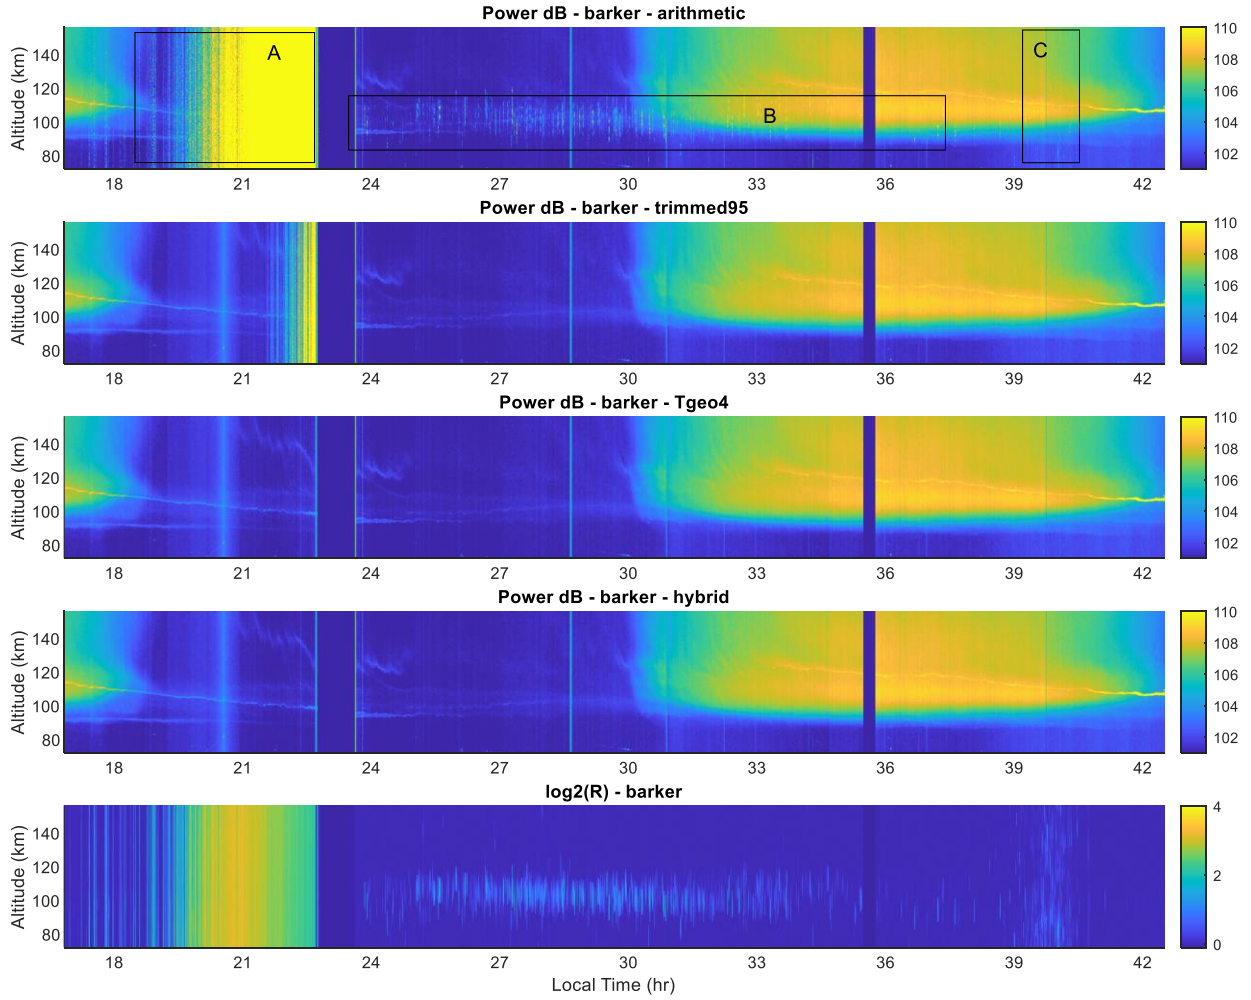 Power dB - barker - arithmetic
Altitude (km)
140
120
100
80
A
B
C
18 21 24 27 30 33 36 39 42
110
108
106
104
102
Power dB - barker - trimmed95
Altitude (km)
140
120
100
80
18 21 24 27 30 33 36 39 42
110
108
106
104
102
Power dB - barker - Tgeo4
Altitude (km)
140
120
100
80
18 21 24 27 30 33 36 39 42
110
108
106
104
102
Power dB - barker - hybrid
Altitude (km)
140
120
100
80
18 21 24 27 30 33 36 39 42
110
108
106
104
102
log2(R) - barker
Altitude (km)
140
120
100
80
18 21 24 27 30 33 36 39 42
4
2
0
Local Time (hr)